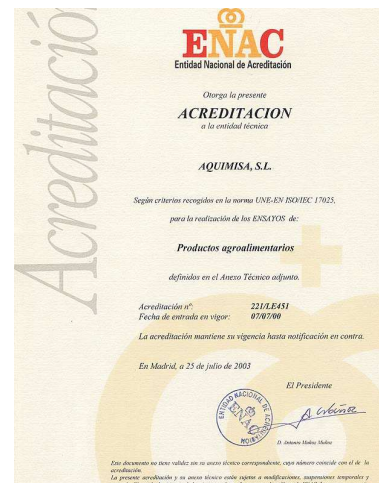 Acreditació
ENAC
Entidad Nacional de Acreditación
Otorga la presente
ACREDITACION
a la entidad técnica
AQUIMISA, S.L.
Según criterios recogidos en la norma UNE-EN ISO/IEC 17025,
para la realización de los ENSAYOS de:
Productos agroalimentarios
definidos en el Anexo Técnico adjunto.
Acreditación nº: 221/LE451
Fecha de entrada en vigor: 07/07/00
La acreditación mantiene su vigencia hasta notificación en contra.
En Madrid, a 25 de julio de 2003
El Presidente
ENTIDAD NACIONAL DE ACREDITACION
ENAC
D. Antonio Muñoz Muñoz
Este documento no tiene validez sin su anexo técnico correspondiente, cuyo número coincide con el de la
acreditación.
La presente acreditación y su anexo técnico están sujetos a modificaciones, suspensiones temporales y